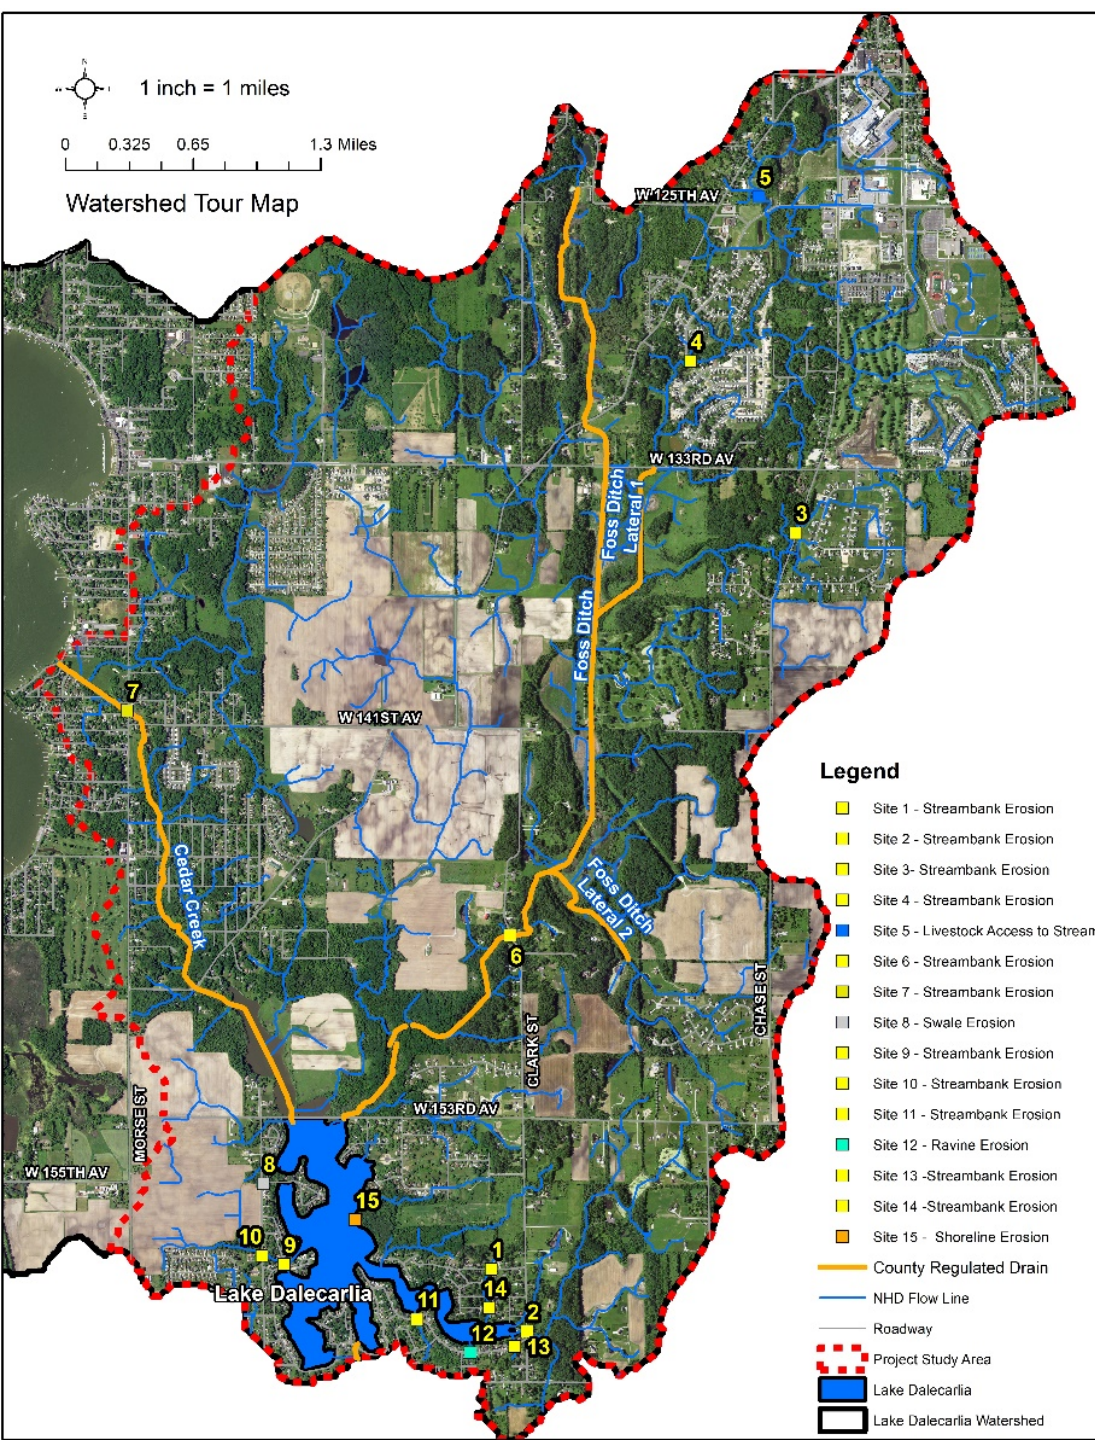 N
S
1 inch = 1 miles
0 0.325 0.65 1.3 Miles
Watershed Tour Map
5
W 125TH AV
4
W 133RD AV
Foss Ditch
Lateral 1
3
Foss Ditch
7
W 141ST AV
Cedar Creek
Foss Ditch
Lateral 2
6
CHASE ST
CLARK ST
MORSE ST
W 153RD AV
W 155TH AV
8
15
10
9
1
Lake Dalecarlia
14
11
2
12
13
Legend
Site 1 - Streambank Erosion
Site 2 - Streambank Erosion
Site 3- Streambank Erosion
Site 4 - Streambank Erosion
Site 5 - Livestock Access to Stream
Site 6 - Streambank Erosion
Site 7 - Streambank Erosion
Site 8 - Swale Erosion
Site 9 - Streambank Erosion
Site 10 - Streambank Erosion
Site 11 - Streambank Erosion
Site 12 - Ravine Erosion
Site 13 -Streambank Erosion
Site 14 -Streambank Erosion
Site 15 - Shoreline Erosion
County Regulated Drain
NHD Flow Line
Roadway
Project Study Area
Lake Dalecarlia
Lake Dalecarlia Watershed